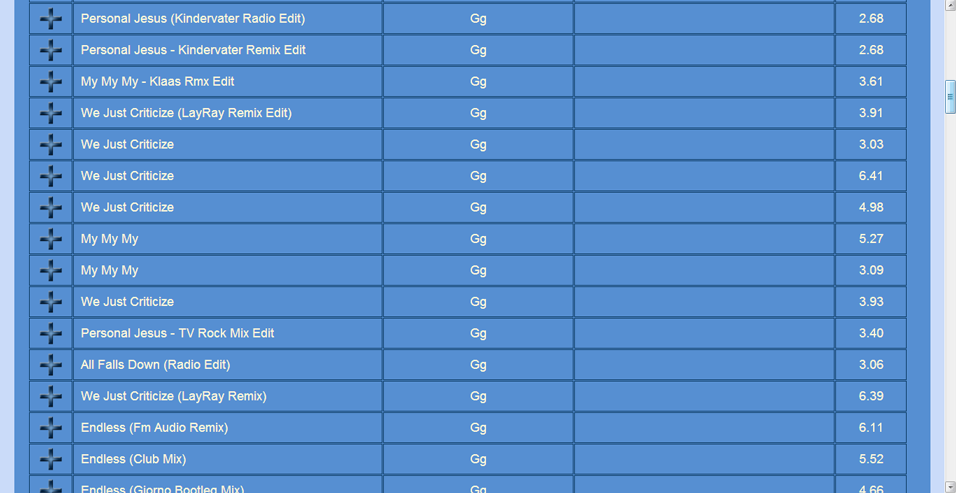 Personal Jesus (Kindervater Radio Edit) Gg 2.68
Personal Jesus - Kindervater Remix Edit Gg 2.68
My My My - Klaas Rmx Edit Gg 3.61
We Just Criticize (LayRay Remix Edit) Gg 3.91
We Just Criticize Gg 3.03
We Just Criticize Gg 6.41
We Just Criticize Gg 4.98
My My My Gg 5.27
My My My Gg 3.09
We Just Criticize Gg 3.93
Personal Jesus - TV Rock Mix Edit Gg 3.40
All Falls Down (Radio Edit) Gg 3.06
We Just Criticize (LayRay Remix) Gg 6.39
Endless (Fm Audio Remix) Gg 6.11
Endless (Club Mix) Gg 5.52
Endless (Giorno Bootleg Mix) Gg 4.66